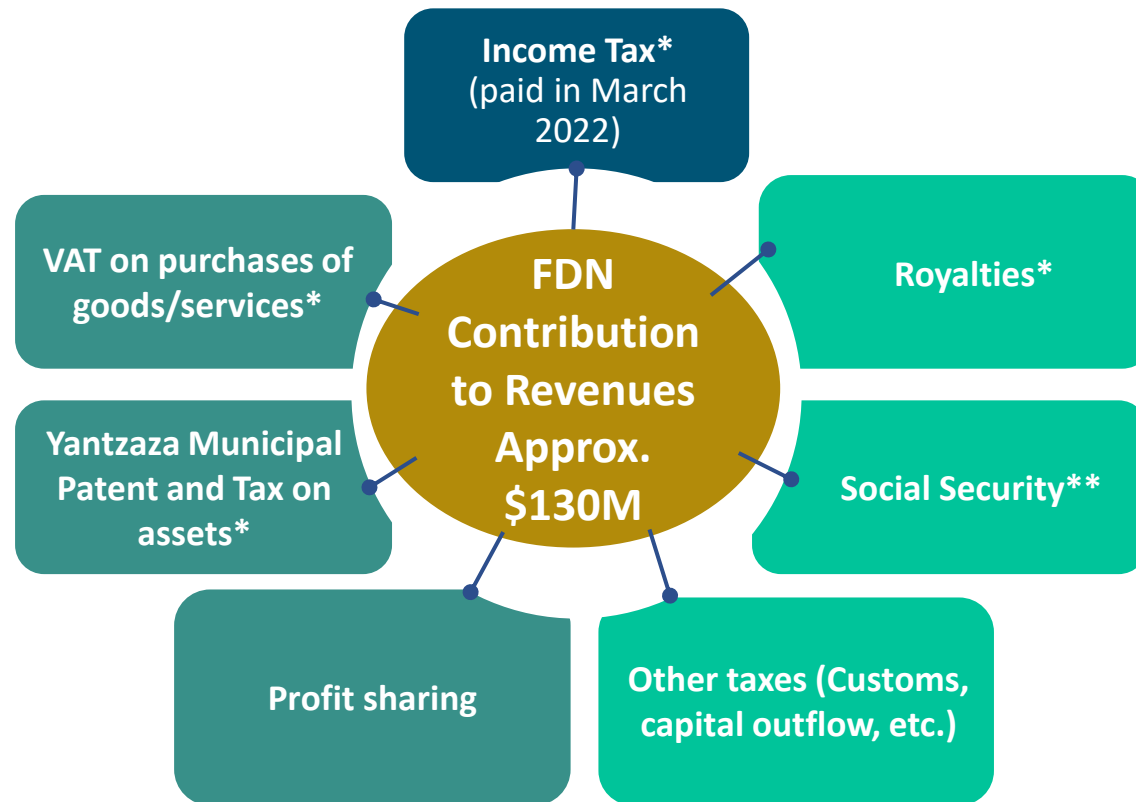 Income Tax*
(paid in March
2022)
VAT on purchases of
goods/services*
FDN
Contribution
to Revenues
Approx.
$130M
Royalties*
Yantzaza Municipal
Patent and Tax on
assets*
Social Security**
Profit sharing
Other taxes (Customs,
capital outflow, etc.)